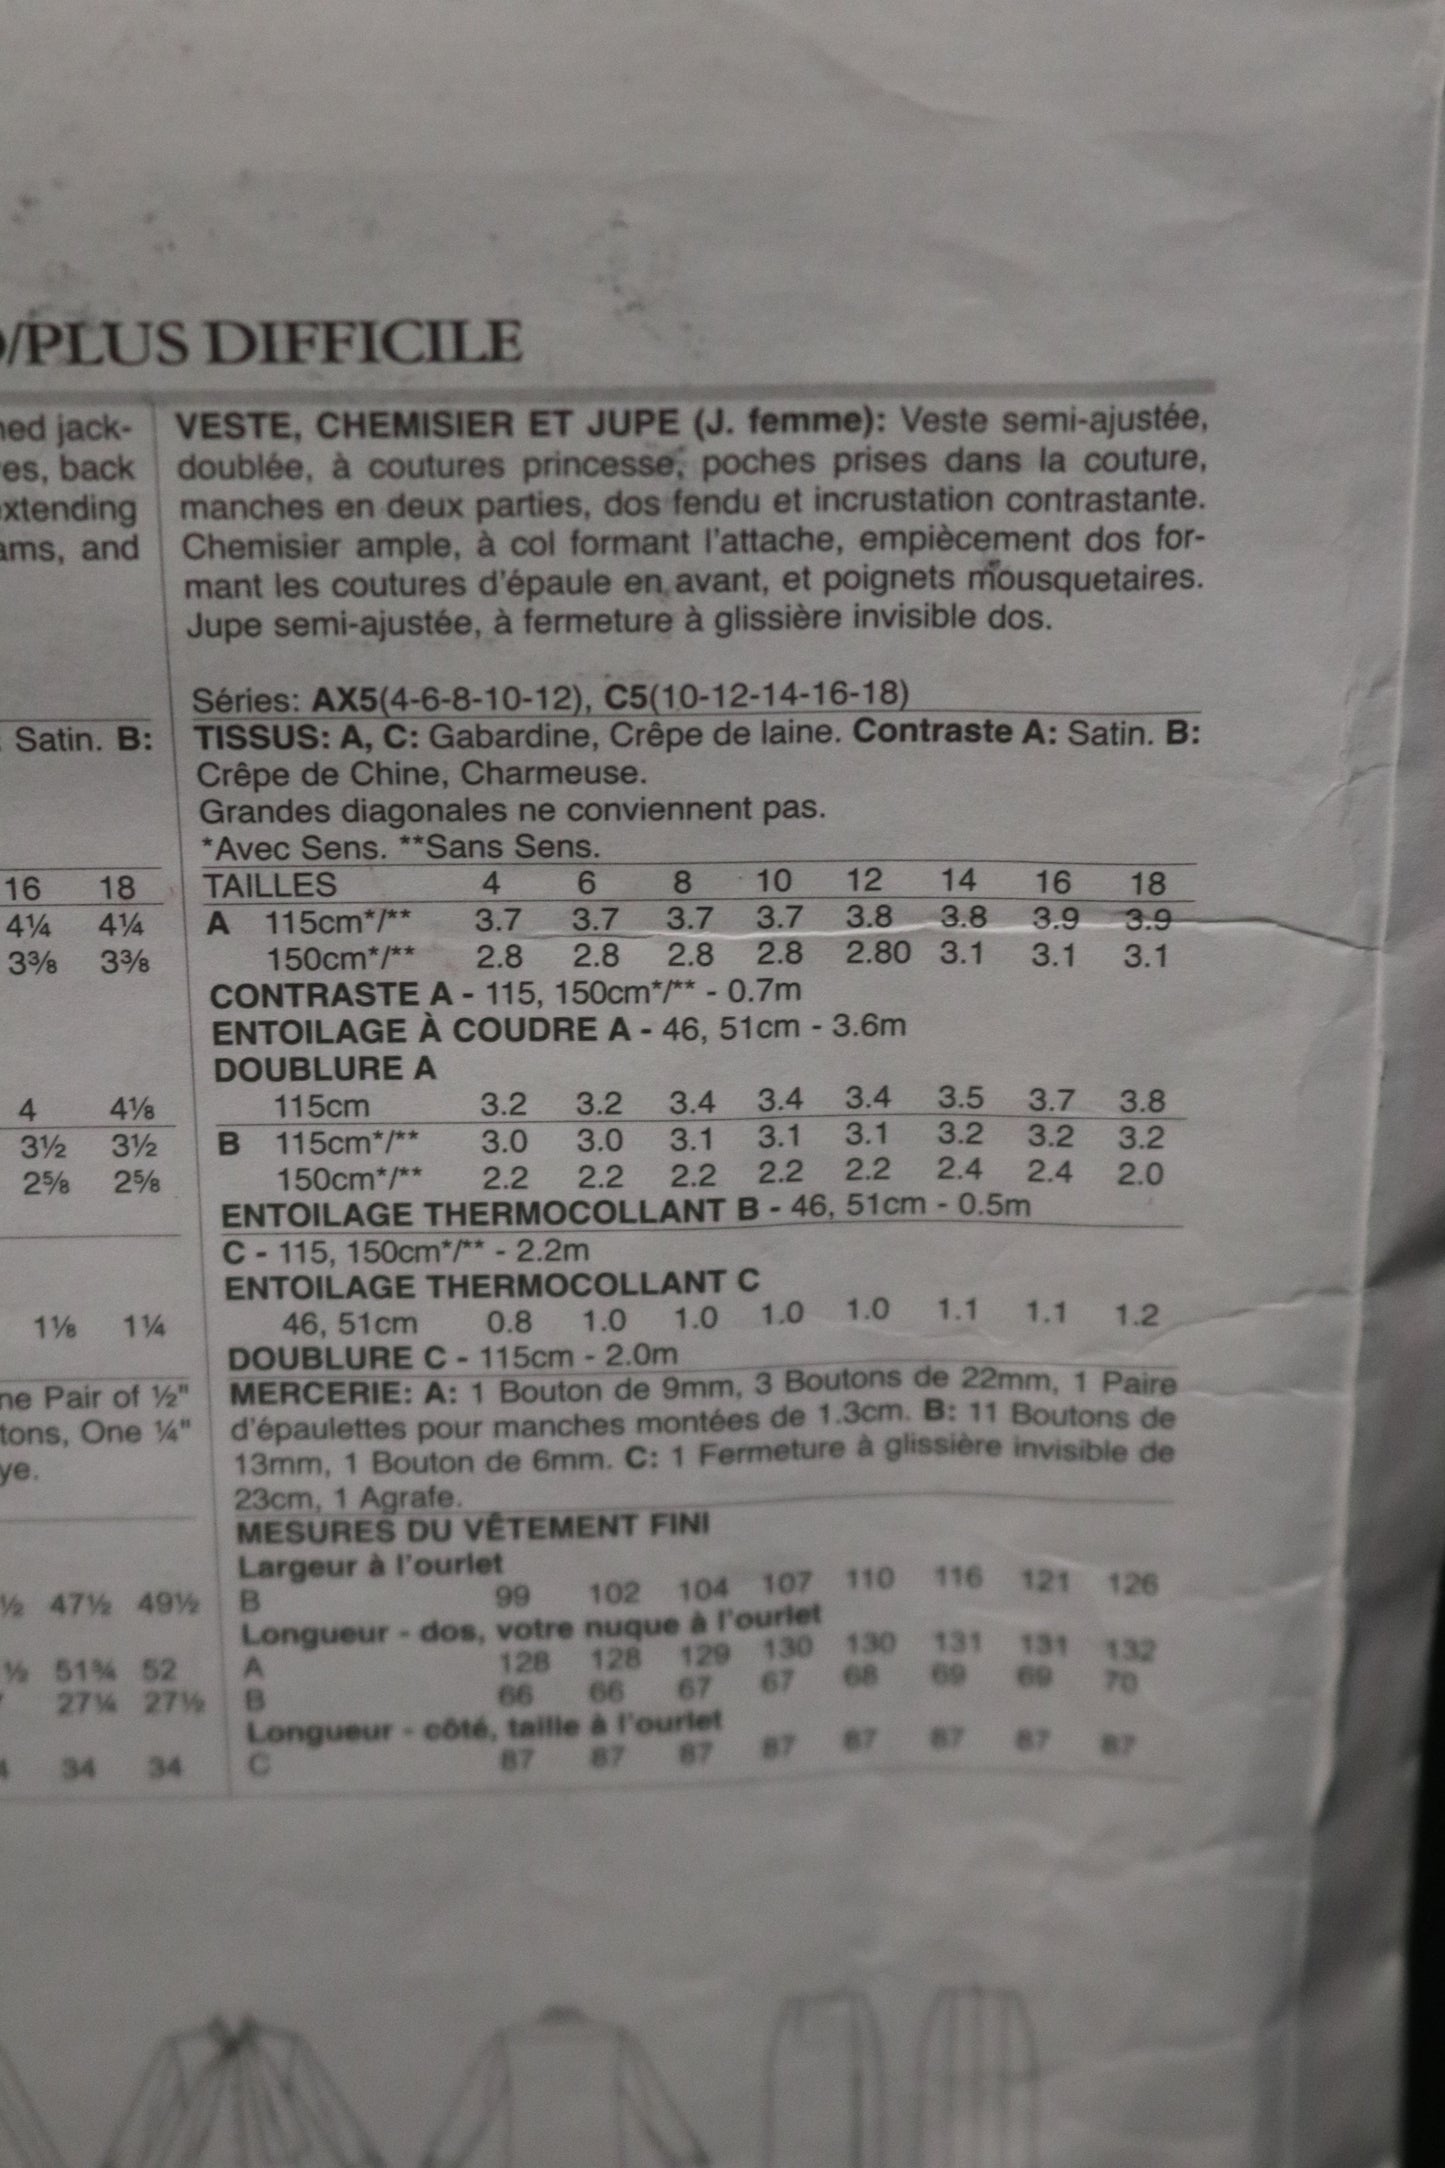 /PLUS DIFFICILE
ned jack-
es, back
xtending
ams, and
Satin. B:
16 18
4¼ 4¼
3⅜ 3⅜
4 4⅛
3½ 3½
2⅝ 2⅝
1⅛ 1¼
ne Pair of ½"
tons, One ¼"
ye.
½ 47½ 49½
½ 51¾ 52
27¼ 27½
34 34
VESTE, CHEMISIER ET JUPE (J. femme): Veste semi-ajustée,
doublée, à coutures princesse, poches prises dans la couture,
manches en deux parties, dos fendu et incrustation contrastante.
Chemisier ample, à col formant l'attache, empiècement dos for-
mant les coutures d'épaule en avant, et poignets mousquetaires.
Jupe semi-ajustée, à fermeture à glissière invisible dos.
Séries: AX5(4-6-8-10-12), C5(10-12-14-16-18)
TISSUS: A, C: Gabardine, Crêpe de laine. Contraste A: Satin. B:
Crêpe de Chine, Charmeuse.
Grandes diagonales ne conviennent pas.
*Avec Sens. **Sans Sens.
TAILLES 4 6 8 10 12 14 16 18
A 115cm*/** 3.7 3.7 3.7 3.7 3.8 3.8 3.9 3.9
150cm*/** 2.8 2.8 2.8 2.8 2.80 3.1 3.1 3.1
CONTRASTE A - 115, 150cm*/** - 0.7m
ENTOILAGE À COUDRE A - 46, 51cm - 3.6m
DOUBLURE A
115cm 3.2 3.2 3.4 3.4 3.4 3.5 3.7 3.8
B 115cm*/** 3.0 3.0 3.1 3.1 3.1 3.2 3.2 3.2
150cm*/** 2.2 2.2 2.2 2.2 2.2 2.4 2.4 2.0
ENTOILAGE THERMOCOLLANT B - 46, 51cm - 0.5m
C - 115, 150cm*/** - 2.2m
ENTOILAGE THERMOCOLLANT C
46, 51cm 0.8 1.0 1.0 1.0 1.0 1.1 1.1 1.2
DOUBLURE C - 115cm - 2.0m
MERCERIE: A: 1 Bouton de 9mm, 3 Boutons de 22mm, 1 Paire
d'épaulettes pour manches montées de 1.3cm. B: 11 Boutons de
13mm, 1 Bouton de 6mm. C: 1 Fermeture à glissière invisible de
23cm, 1 Agrafe.
MESURES DU VÊTEMENT FINI
Largeur à l'ourlet
B 99 102 104 107 110 116 121 126
Longueur - dos, votre nuque à l'ourlet
A 128 128 129 130 130 131 131 132
B 66 66 67 67 68 69 69 70
Longueur - côté, taille à l'ourlet
C 87 87 87 87 87 87 87 87